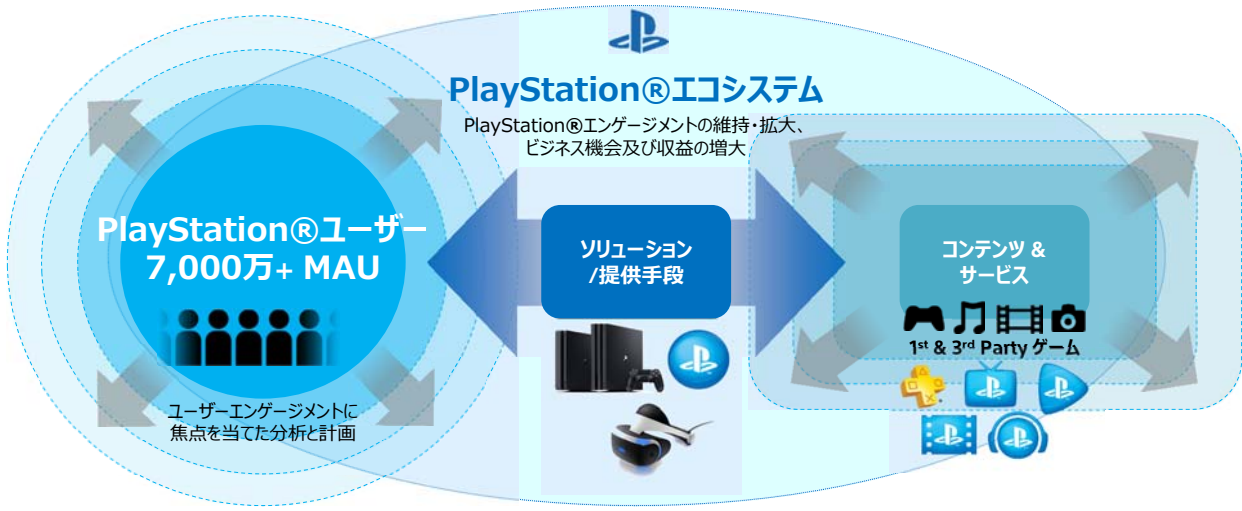 PlayStation®エコシステム
PlayStation®エンゲージメントの維持・拡大、
ビジネス機会及び収益の増大
PlayStation®ユーザー
7,000万+ MAU
ユーザーエンゲージメントに
焦点を当てた分析と計画
ソリューション
/提供手段
コンテンツ &
サービス
1st & 3rd Party ゲーム